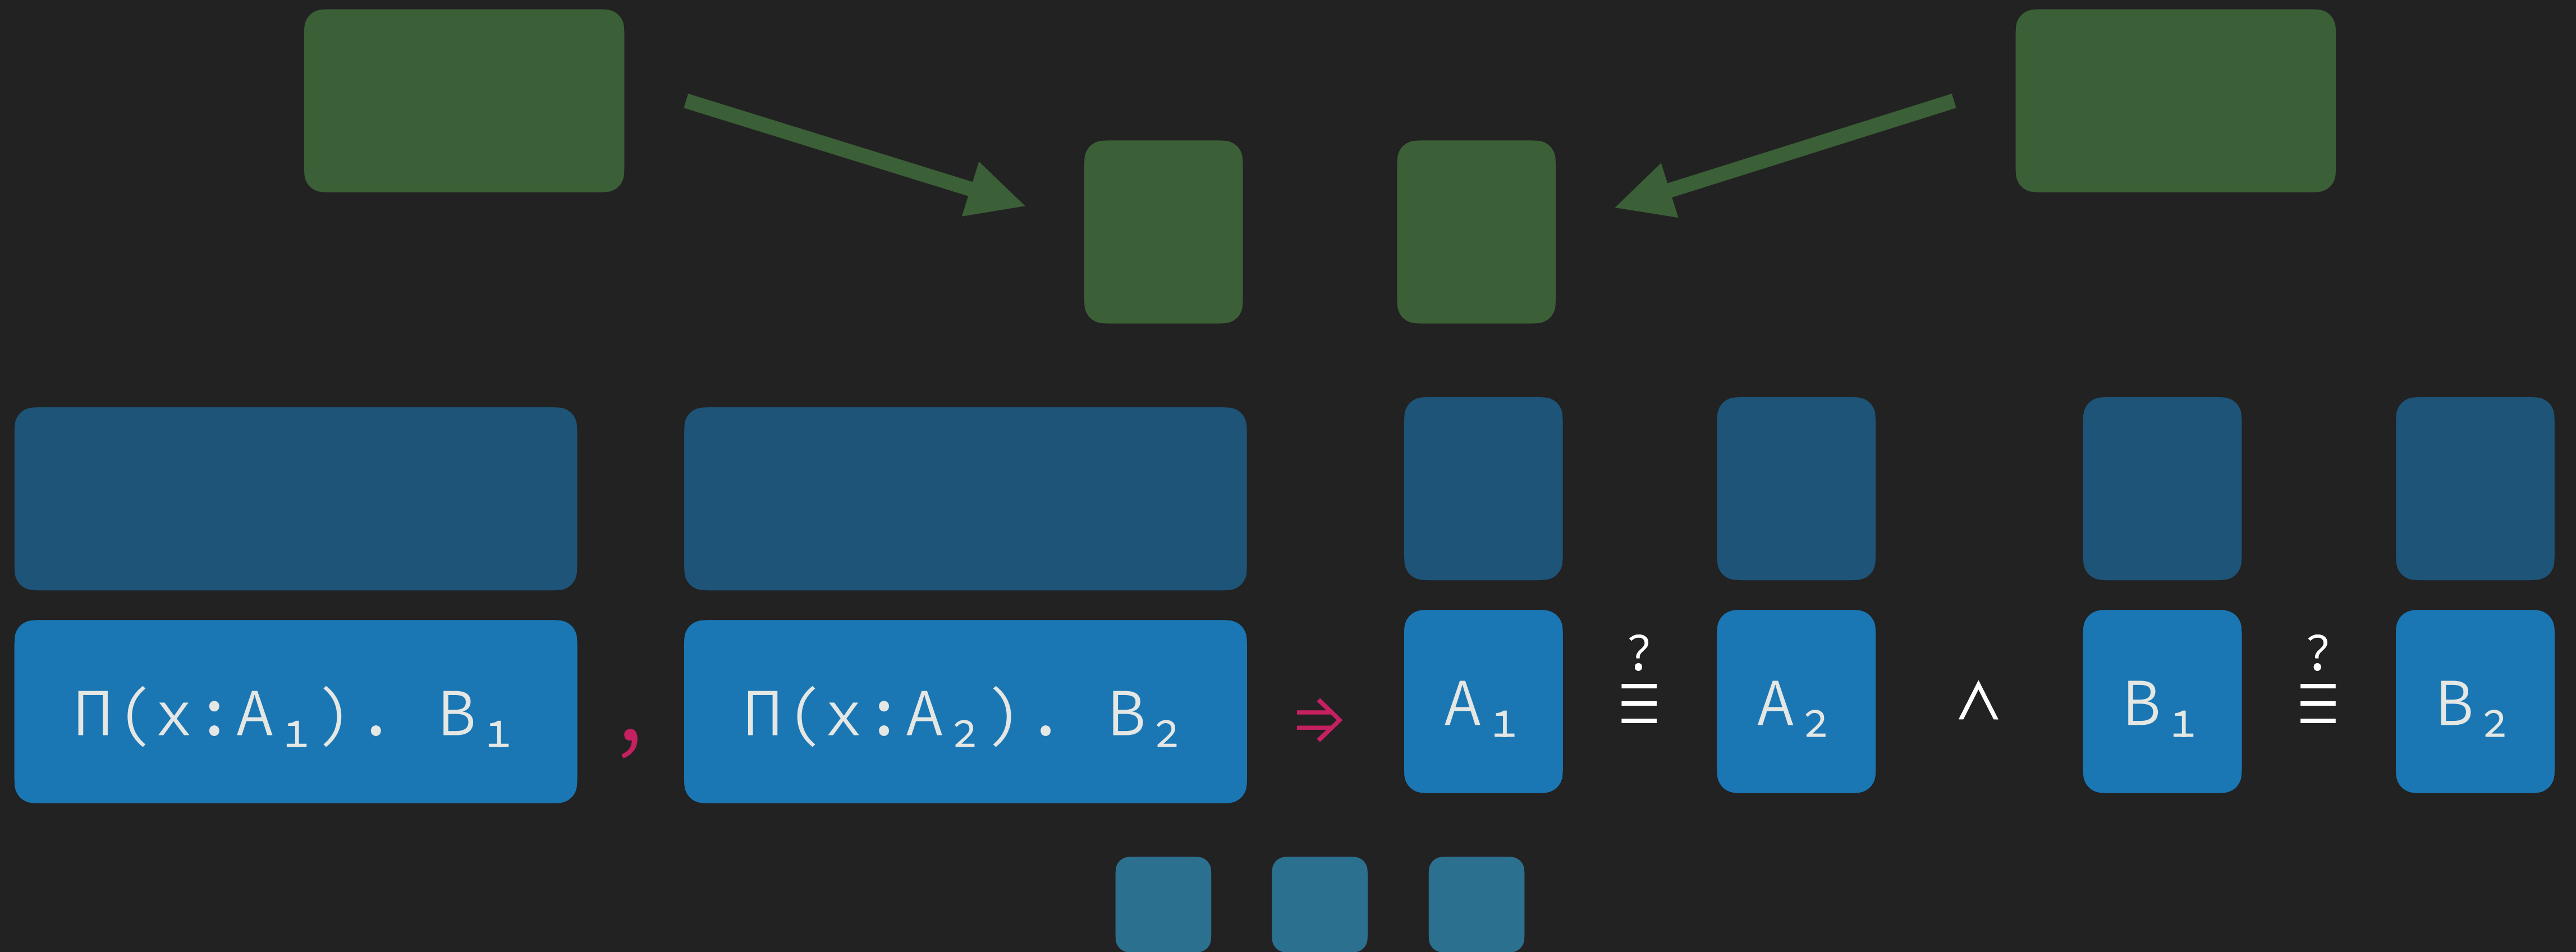 Π(x:A₁). B₁ , Π(x:A₂). B₂ ⇒ A₁ ≟ A₂ ∧ B₁ ≟ B₂